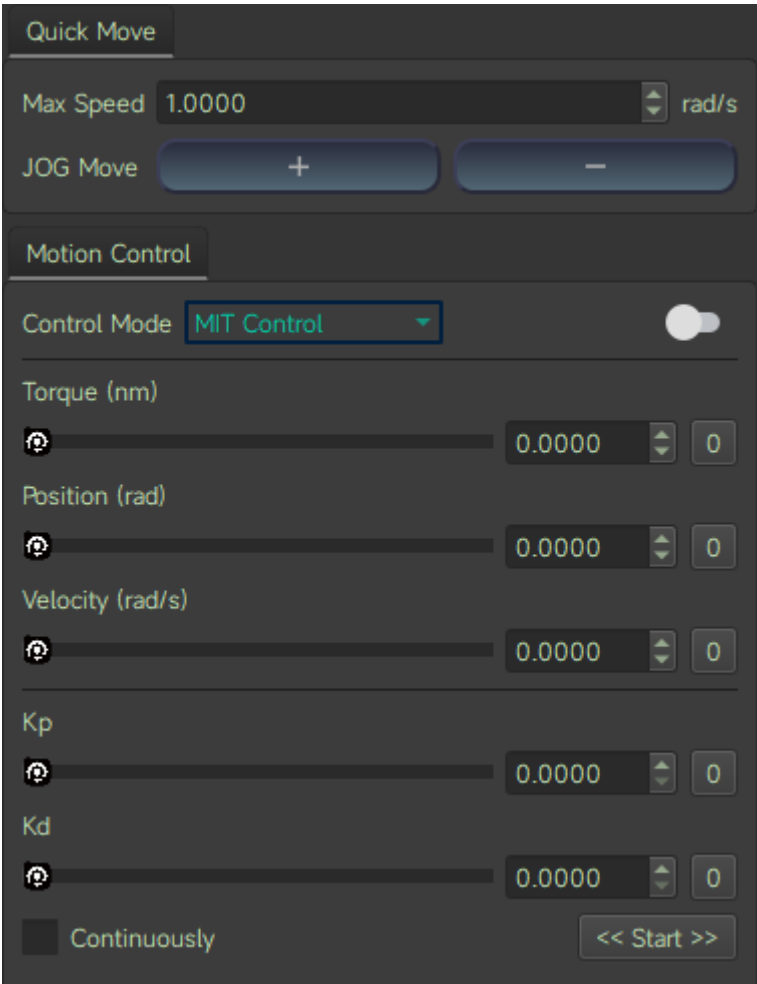 Quick Move
Max Speed 1.0000 rad/s
JOG Move + −
Motion Control
Control Mode MIT Control
Torque (nm)
0.0000 0
Position (rad)
0.0000 0
Velocity (rad/s)
0.0000 0
Kp
0.0000 0
Kd
0.0000 0
Continuously << Start >>